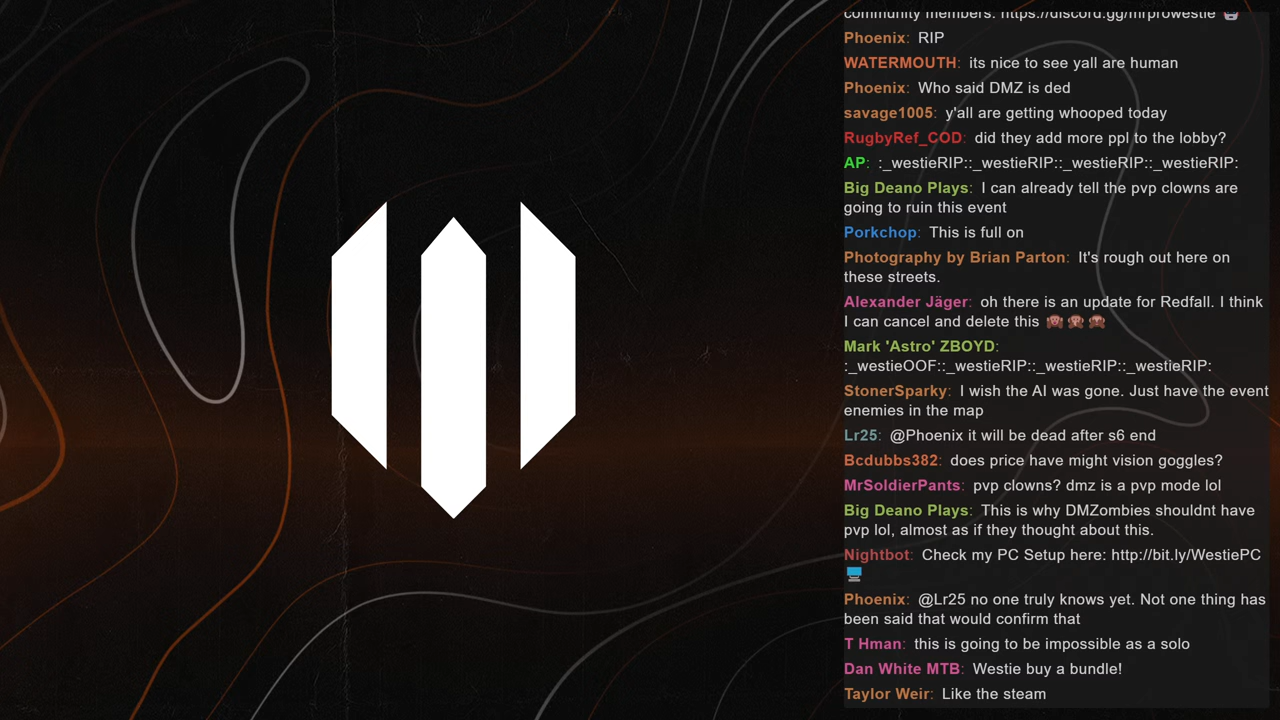 community members. https://discord.gg/mrprowestie
Phoenix: RIP
WATERMOUTH: its nice to see yall are human
Phoenix: Who said DMZ is ded
savage1005: y'all are getting whooped today
RugbyRef_COD: did they add more ppl to the lobby?
AP: :_westieRIP::_westieRIP::_westieRIP::_westieRIP:
Big Deano Plays: I can already tell the pvp clowns are
going to ruin this event
Porkchop: This is full on
Photography by Brian Parton: It's rough out here on
these streets.
Alexander Jäger: oh there is an update for Redfall. I think
I can cancel and delete this 🙈🙊🙈
Mark 'Astro' ZBOYD:
:_westieOOF::_westieRIP::_westieRIP::_westieRIP:
StonerSparky: I wish the AI was gone. Just have the event
enemies in the map
Lr25: @Phoenix it will be dead after s6 end
Bcdubbs382: does price have might vision goggles?
MrSoldierPants: pvp clowns? dmz is a pvp mode lol
Big Deano Plays: This is why DMZombies shouldnt have
pvp lol, almost as if they thought about this.
Nightbot: Check my PC Setup here: http://bit.ly/WestiePC
Phoenix: @Lr25 no one truly knows yet. Not one thing has
been said that would confirm that
T Hman: this is going to be impossible as a solo
Dan White MTB: Westie buy a bundle!
Taylor Weir: Like the steam